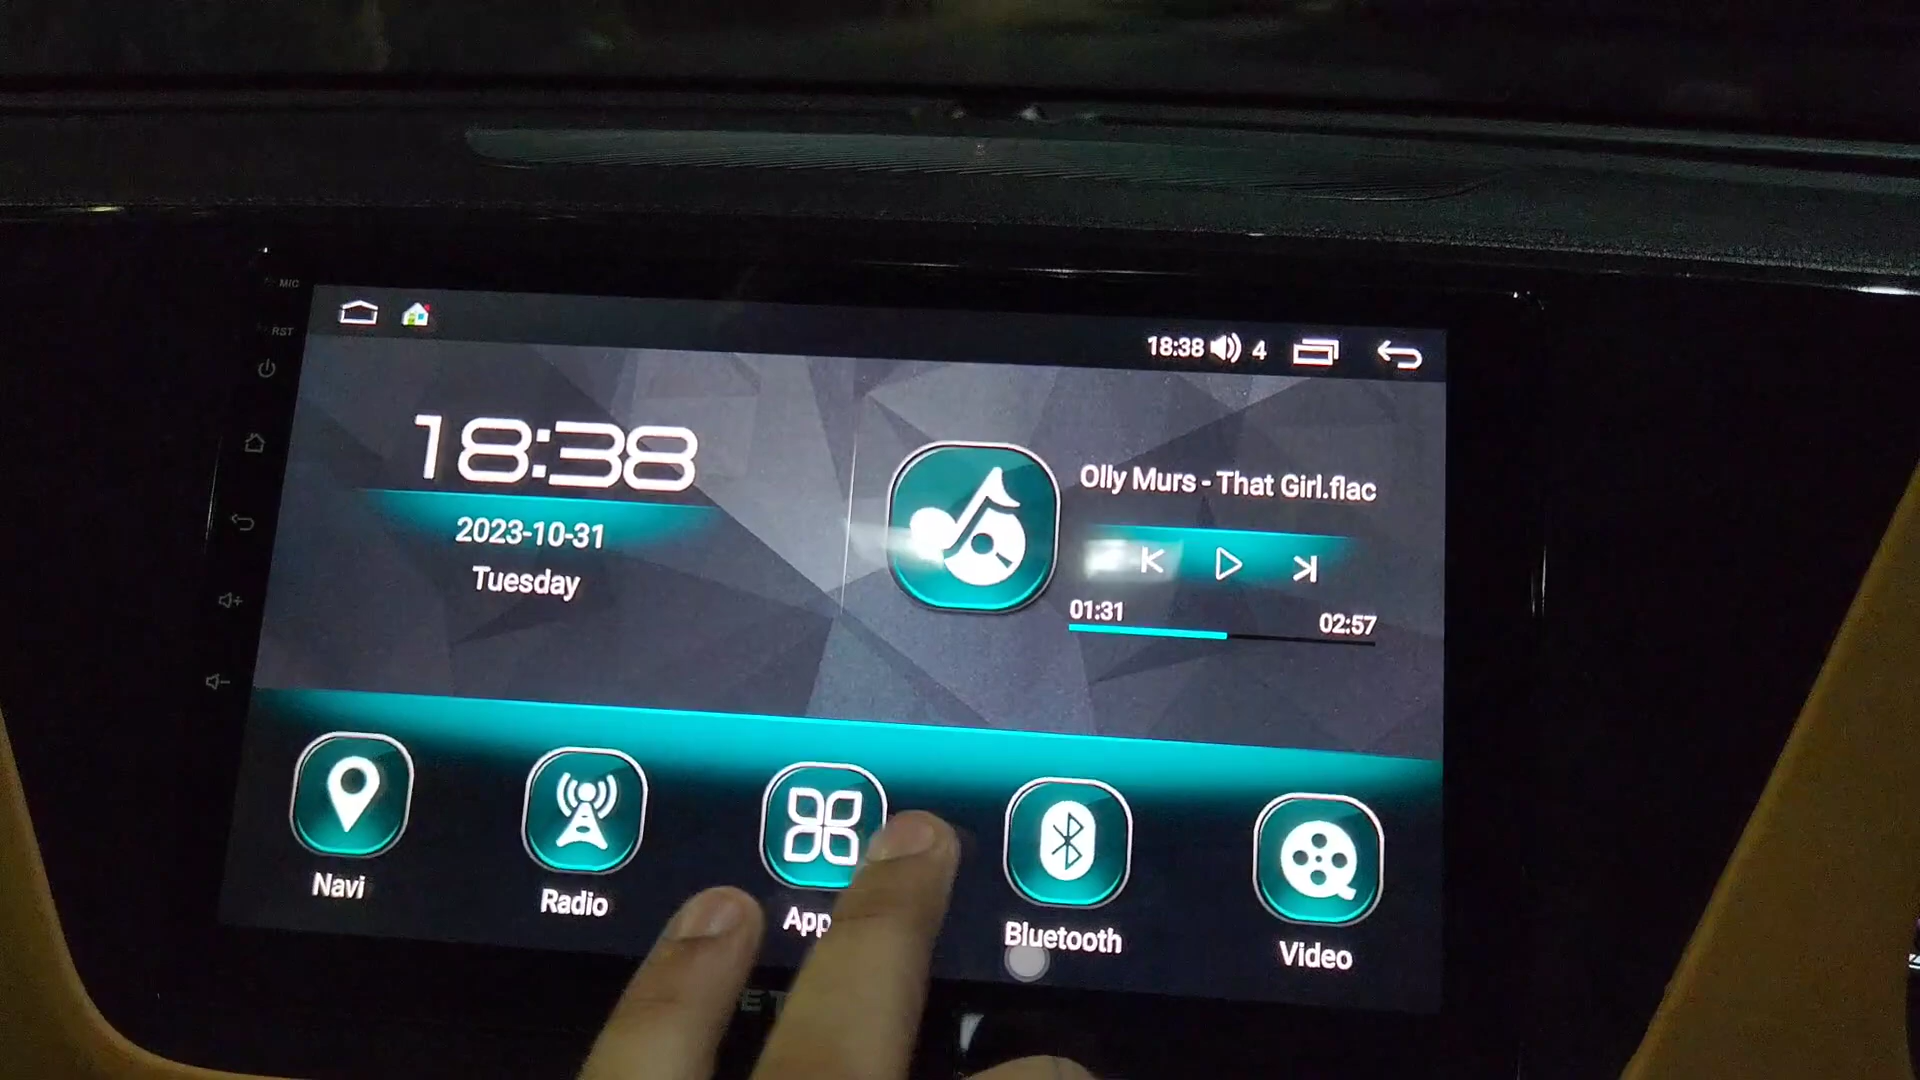 MIC
RST
18:38 4
18:38
2023-10-31
Tuesday
Olly Murs - That Girl.flac
01:31 02:57
Navi
Radio
App
Bluetooth
Video